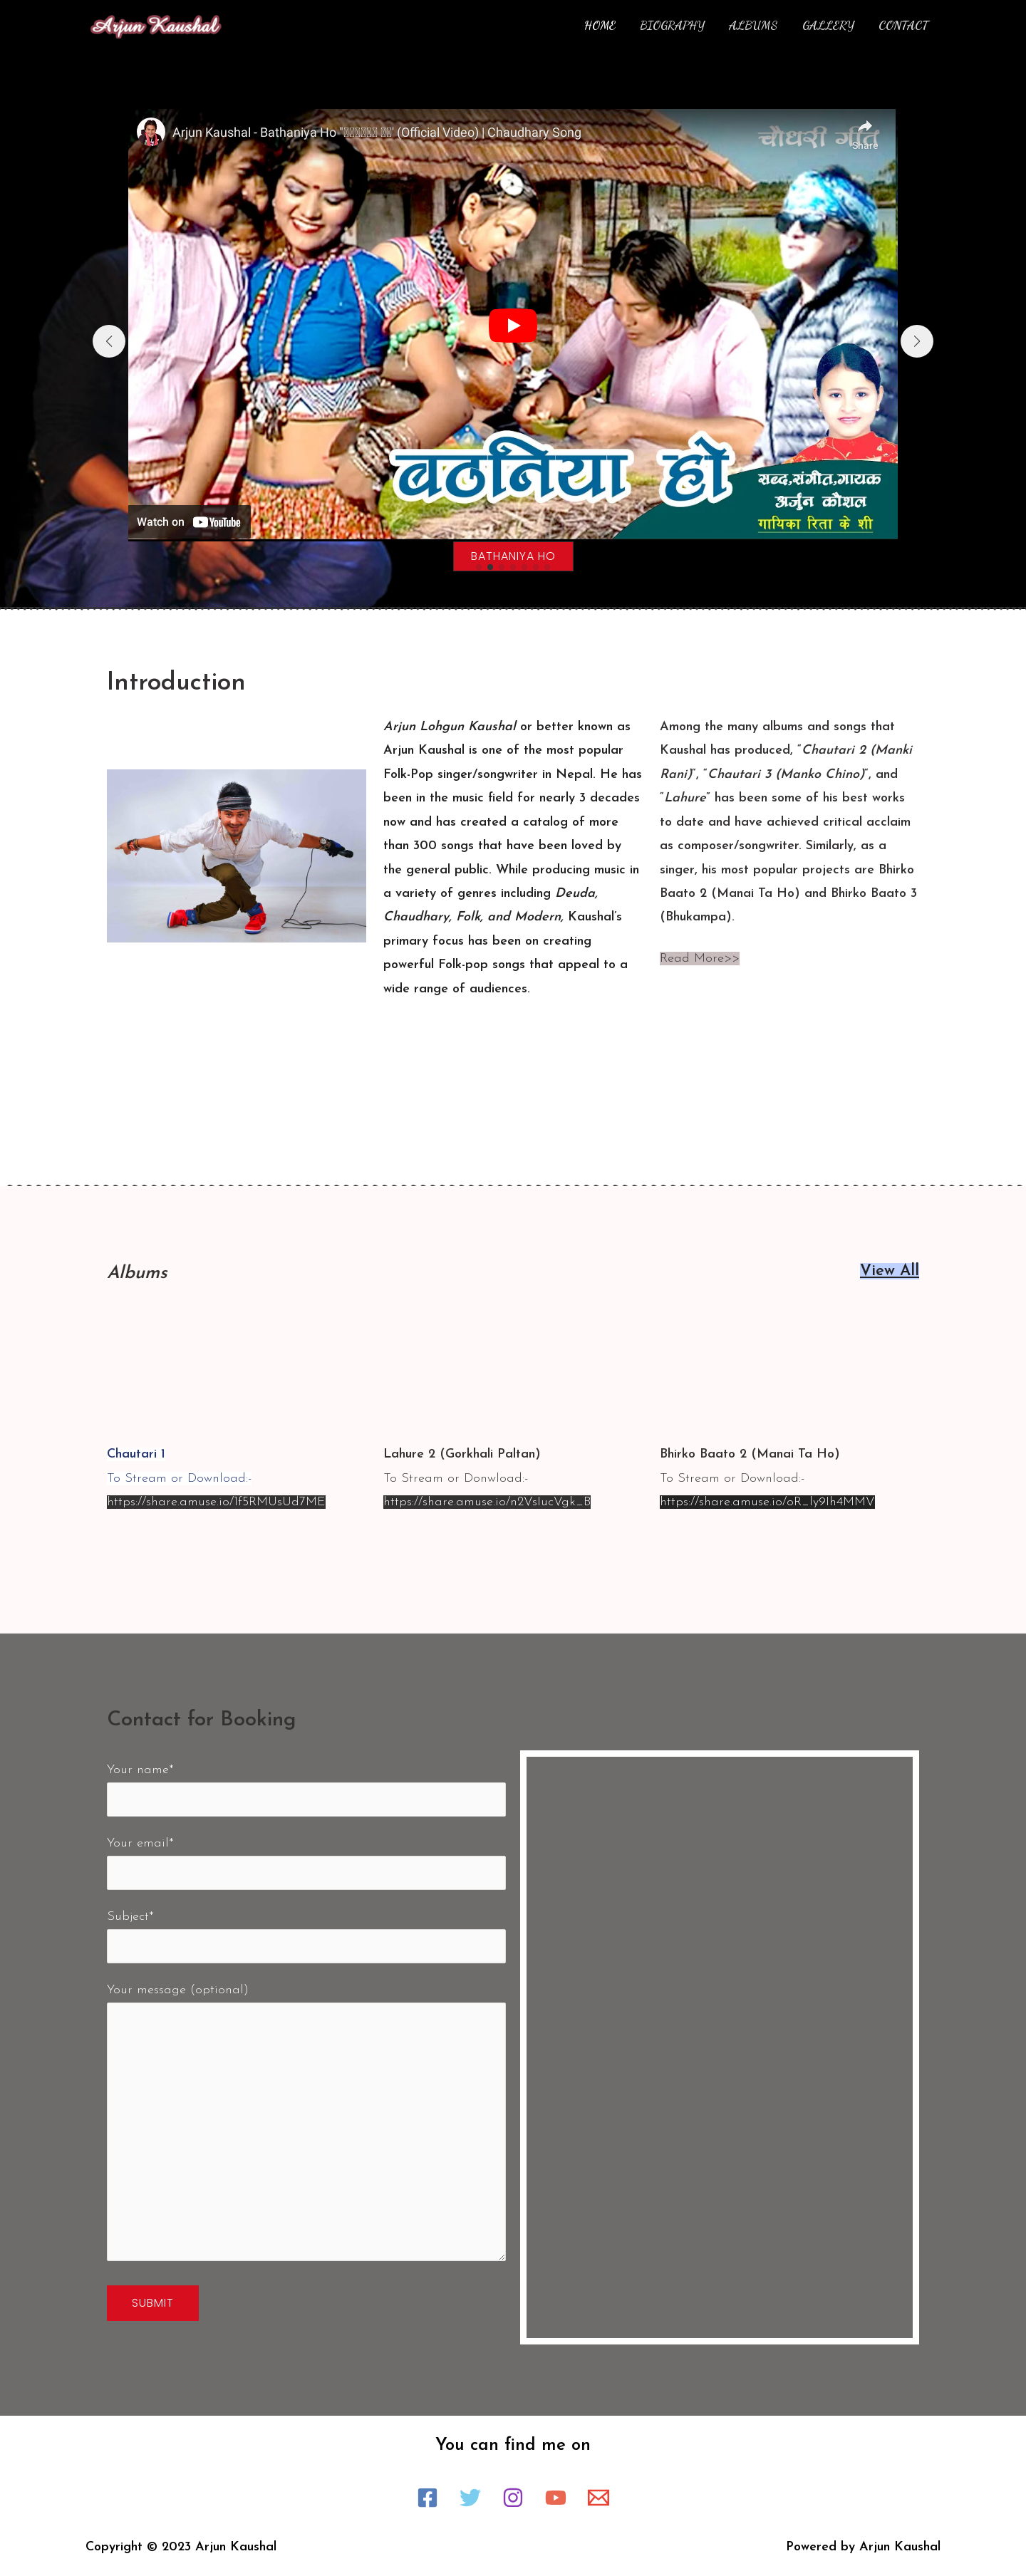 Arjun Kaushal
HOME BIOGRAPHY ALBUMS GALLERY CONTACT
Arjun Kaushal - Bathaniya Ho " " (Official Video) | Chaudhary Song
चौधरी गीत
Share
बठनिया हो
सब्द,संगीत,गायक
अर्जुन कौशल
गायिका रिता के शी
Watch on YouTube
BATHANIYA HO
Introduction
Arjun Lohgun Kaushal or better known as
Arjun Kaushal is one of the most popular
Folk-Pop singer/songwriter in Nepal. He has
been in the music field for nearly 3 decades
now and has created a catalog of more
than 300 songs that have been loved by
the general public. While producing music in
a variety of genres including Deuda,
Chaudhary, Folk, and Modern, Kaushal's
primary focus has been on creating
powerful Folk-pop songs that appeal to a
wide range of audiences.
Among the many albums and songs that
Kaushal has produced, "Chautari 2 (Manki
Rani)", "Chautari 3 (Manko Chino)", and
"Lahure" has been some of his best works
to date and have achieved critical acclaim
as composer/songwriter. Similarly, as a
singer, his most popular projects are Bhirko
Baato 2 (Manai Ta Ho) and Bhirko Baato 3
(Bhukampa).
Read More>>
Albums
View All
Chautari 1
To Stream or Download:-
https://share.amuse.io/1f5RMUsUd7ME
Lahure 2 (Gorkhali Paltan)
To Stream or Donwload:-
https://share.amuse.io/n2VsIucVgk_B
Bhirko Baato 2 (Manai Ta Ho)
To Stream or Download:-
https://share.amuse.io/oR_ly9Ih4MMV
Contact for Booking
Your name*
Your email*
Subject*
Your message (optional)
SUBMIT
You can find me on
Copyright © 2023 Arjun Kaushal
Powered by Arjun Kaushal